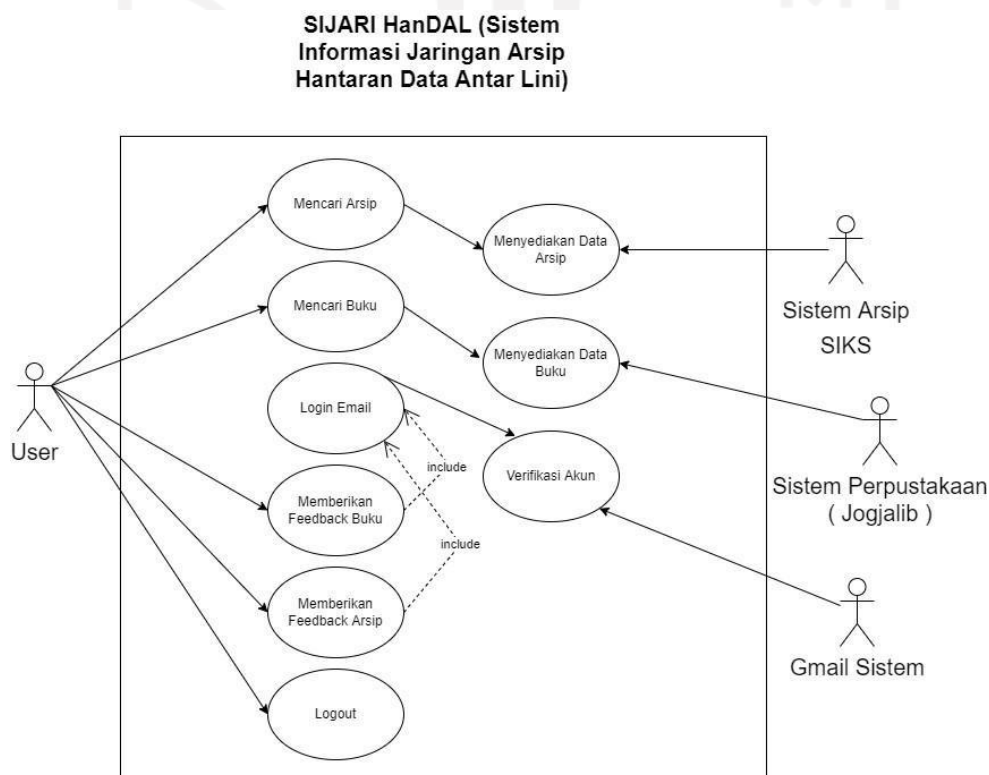 SIJARI HanDAL (Sistem
Informasi Jaringan Arsip
Hantaran Data Antar Lini)
Mencari Arsip
Menyediakan Data
Arsip
Sistem Arsip
SIKS
Mencari Buku
Menyediakan Data
Buku
Login Email
User
include
Verifikasi Akun
Sistem Perpustakaan
( Jogjalib )
Memberikan
Feedback Buku
include
Memberikan
Feedback Arsip
Gmail Sistem
Logout